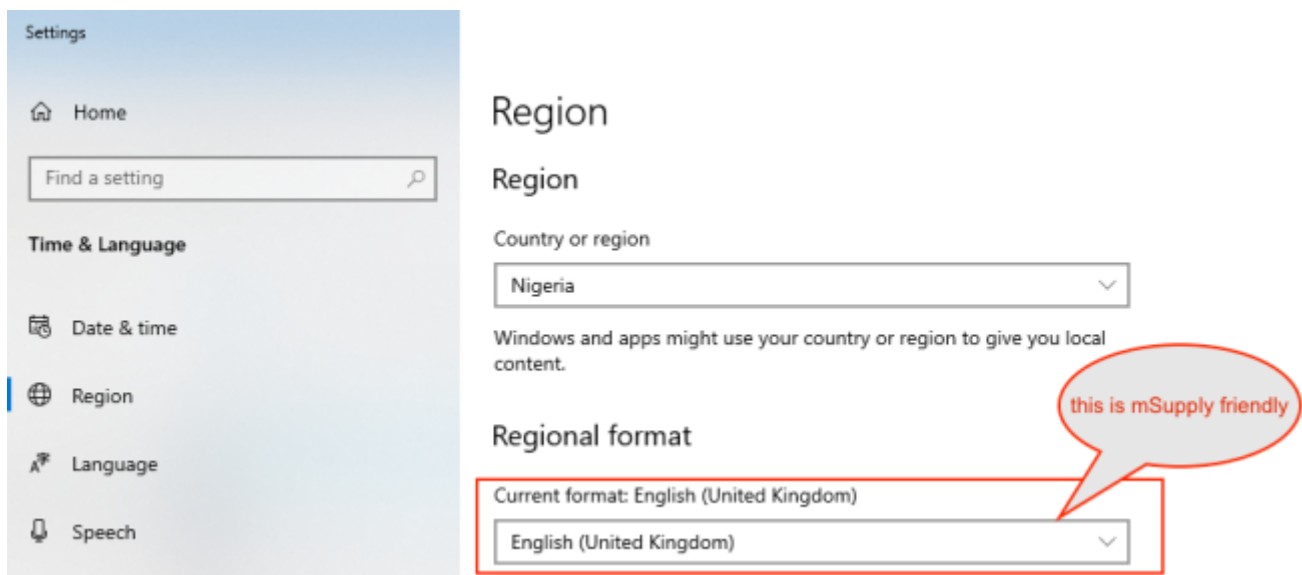 Settings
Home
Find a setting
Time & Language
Date & time
Region
Language
Speech
Region
Region
Country or region
Nigeria
Windows and apps might use your country or region to give you local
content.
this is mSupply friendly
Regional format
Current format: English (United Kingdom)
English (United Kingdom)